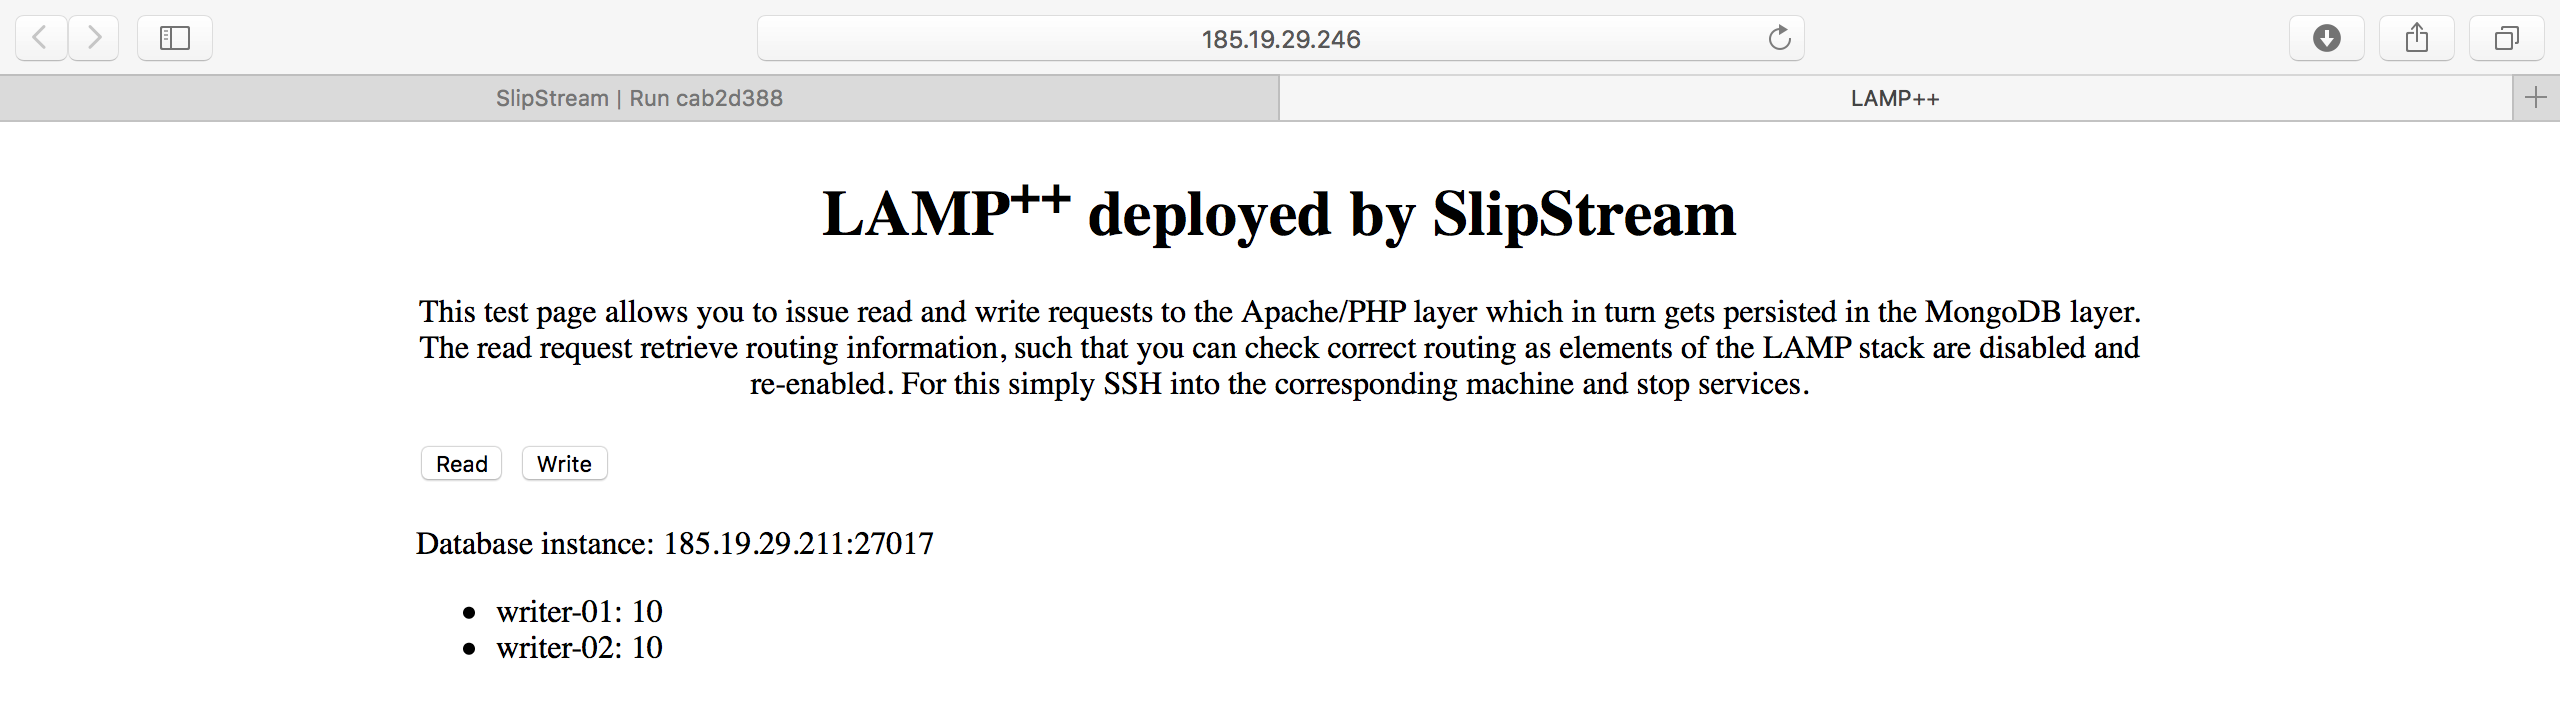 185.19.29.246
SlipStream | Run cab2d388
LAMP++
LAMP++ deployed by SlipStream
This test page allows you to issue read and write requests to the Apache/PHP layer which in turn gets persisted in the MongoDB layer.
The read request retrieve routing information, such that you can check correct routing as elements of the LAMP stack are disabled and
re-enabled. For this simply SSH into the corresponding machine and stop services.
Read Write
Database instance: 185.19.29.211:27017
• writer-01: 10
• writer-02: 10